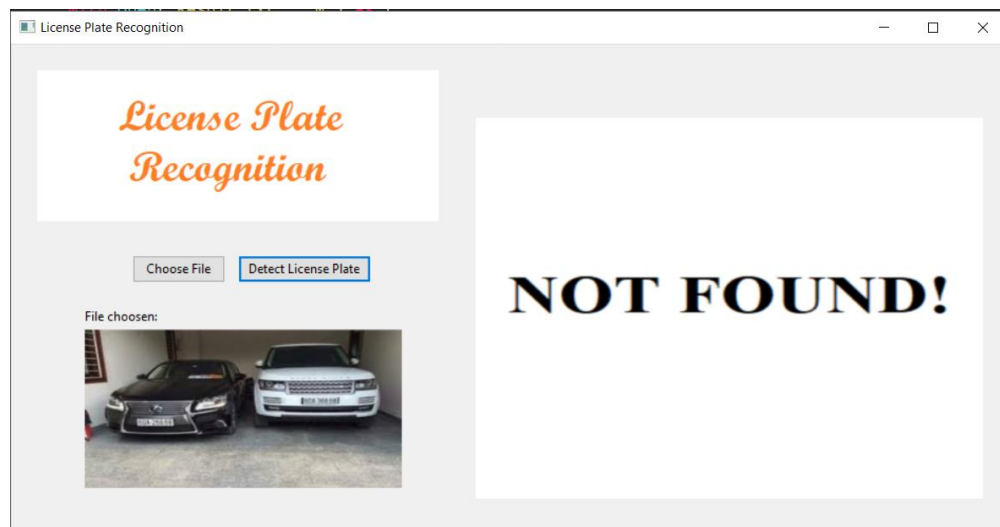 License Plate Recognition
License Plate
Recognition
Choose File
Detect License Plate
File choosen:
NOT FOUND!